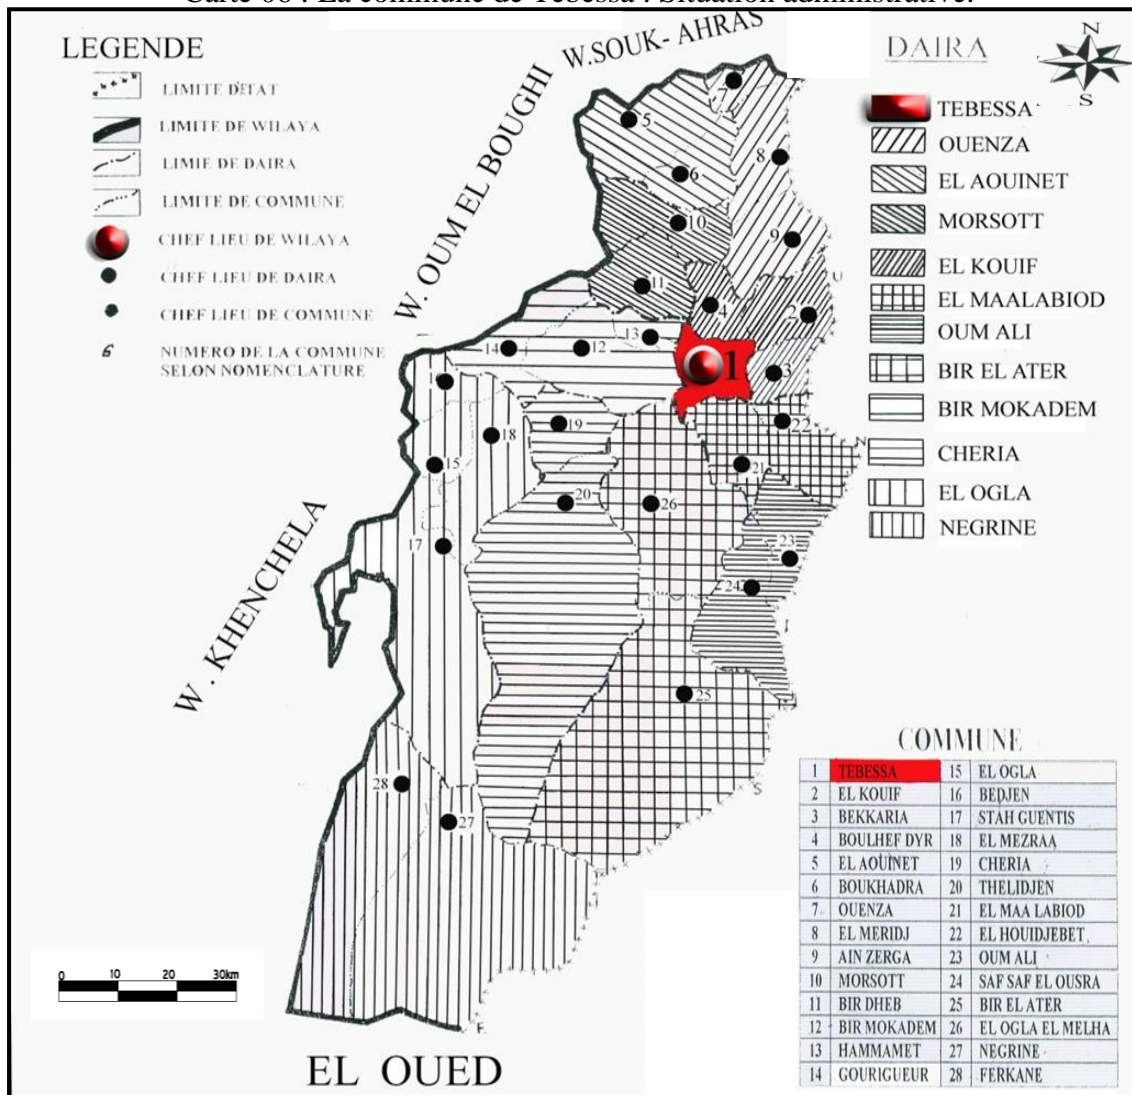 Carte 08 : La commune de Tebessa : Situation administrative.
LEGENDE
LIMITE D'ETAT
LIMITE DE WILAYA
LIMIE DE DAIRA
LIMITE DE COMMUNE
CHEF LIEU DE WILAYA
CHEF LIEU DE DAIRA
CHEF LIEU DE COMMUNE
6 NUMERO DE LA COMMUNE
SELON NOMENCLATURE
W.SOUK- AHRAS
W. OUM EL BOUGHI
W . KHENCHELA
EL OUED
N
S
DAIRA
TEBESSA
OUENZA
EL AOUINET
MORSOTT
EL KOUIF
EL MAALABIOD
OUM ALI
BIR EL ATER
BIR MOKADEM
CHERIA
EL OGLA
NEGRINE
7
5
8
6
10
9
U
11
4
2
13
14
12
1
3
19
18
22
N
15
21
20
26
17
23
24
I
25
S
28
27
E
0 10 20 30km
COMMUNE
1 TEBESSA 15 EL OGLA
2 EL KOUIF 16 BEDJEN
3 BEKKARIA 17 STAH GUENTIS
4 BOULHEF DYR 18 EL MEZRAA
5 EL AOUINET 19 CHERIA
6 BOUKHADRA 20 THELIDJEN
7 OUENZA 21 EL MAA LABIOD
8 EL MERIDJ 22 EL HOUIDJEBET
9 AIN ZERGA 23 OUM ALI
10 MORSOTT 24 SAF SAF EL OUSRA
11 BIR DHEB 25 BIR EL ATER
12 BIR MOKADEM 26 EL OGLA EL MELHA
13 HAMMAMET 27 NEGRINE
14 GOURIGUEUR 28 FERKANE